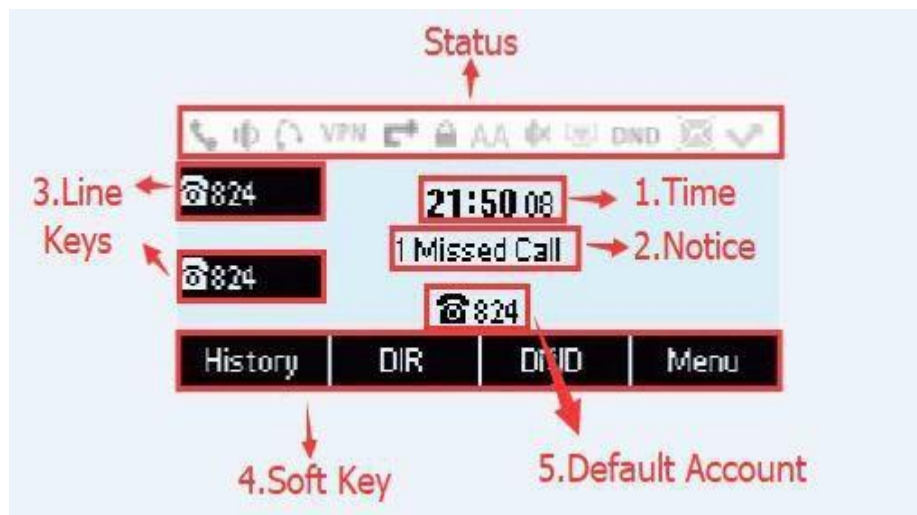 Status
VPN AA DND
3.Line Keys
824
21:50 08
1.Time
1 Missed Call
2.Notice
824
824
History DIR DND Menu
4.Soft Key
5.Default Account